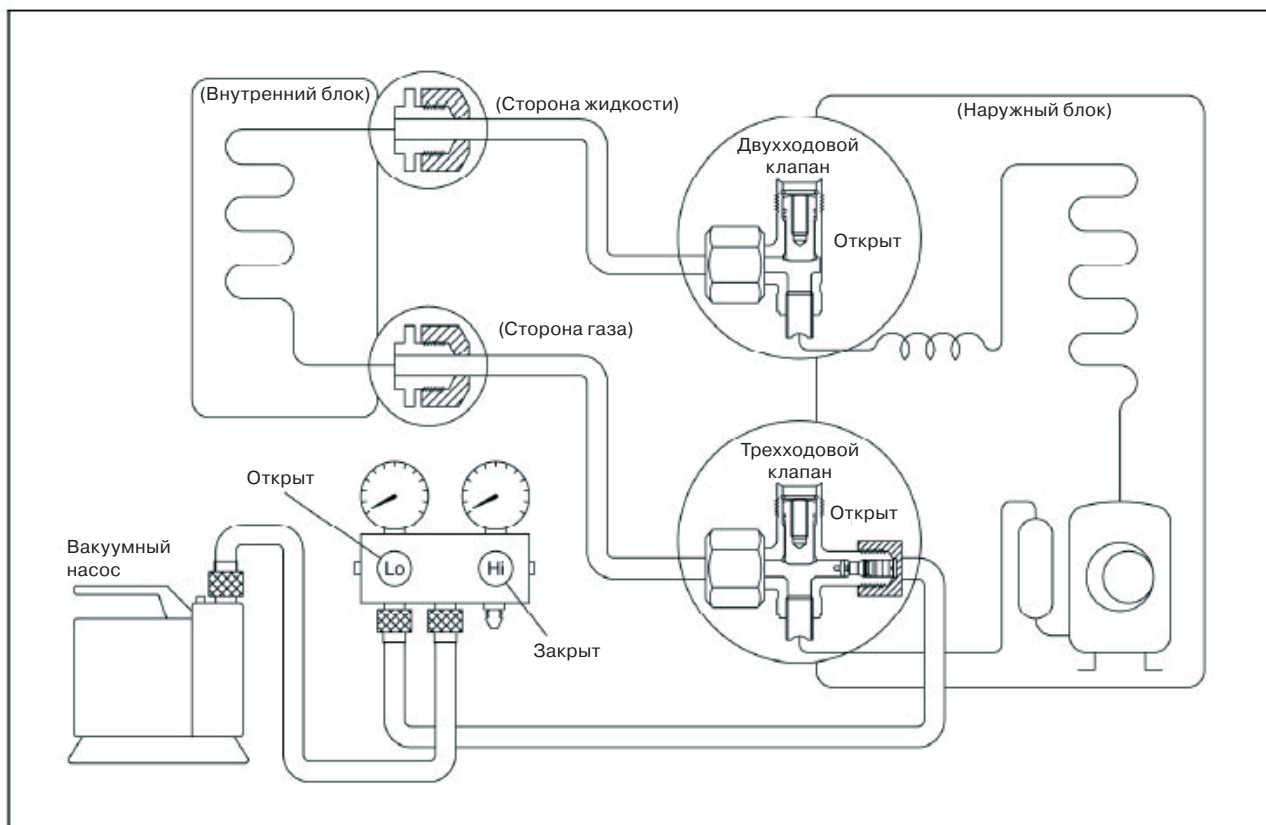 (Внутренний блок)
(Сторона жидкости)
(Наружный блок)
Двухходовой
клапан
Открыт
(Сторона газа)
Трехходовой
клапан
Открыт
Открыт
Вакуумный
насос
Lo
Hi
Закрыт